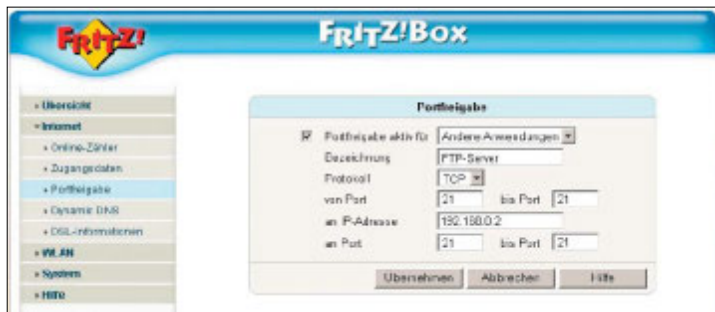 FRITZ!
FRITZ!BOX
Übersicht
Internet
Online-Zähler
Zugangsdaten
Portfreigabe
Dynamic DNS
DSL-Informationen
WLAN
System
Hilfe
Portfreigabe
Portfreigabe aktiv für Andere Anwendungen
Bezeichnung FTP-Server
Protokoll TCP
von Port 21 bis Port 21
an IP-Adresse 192.168.0.2
an Port 21 bis Port 21
Übernehmen Abbrechen Hilfe